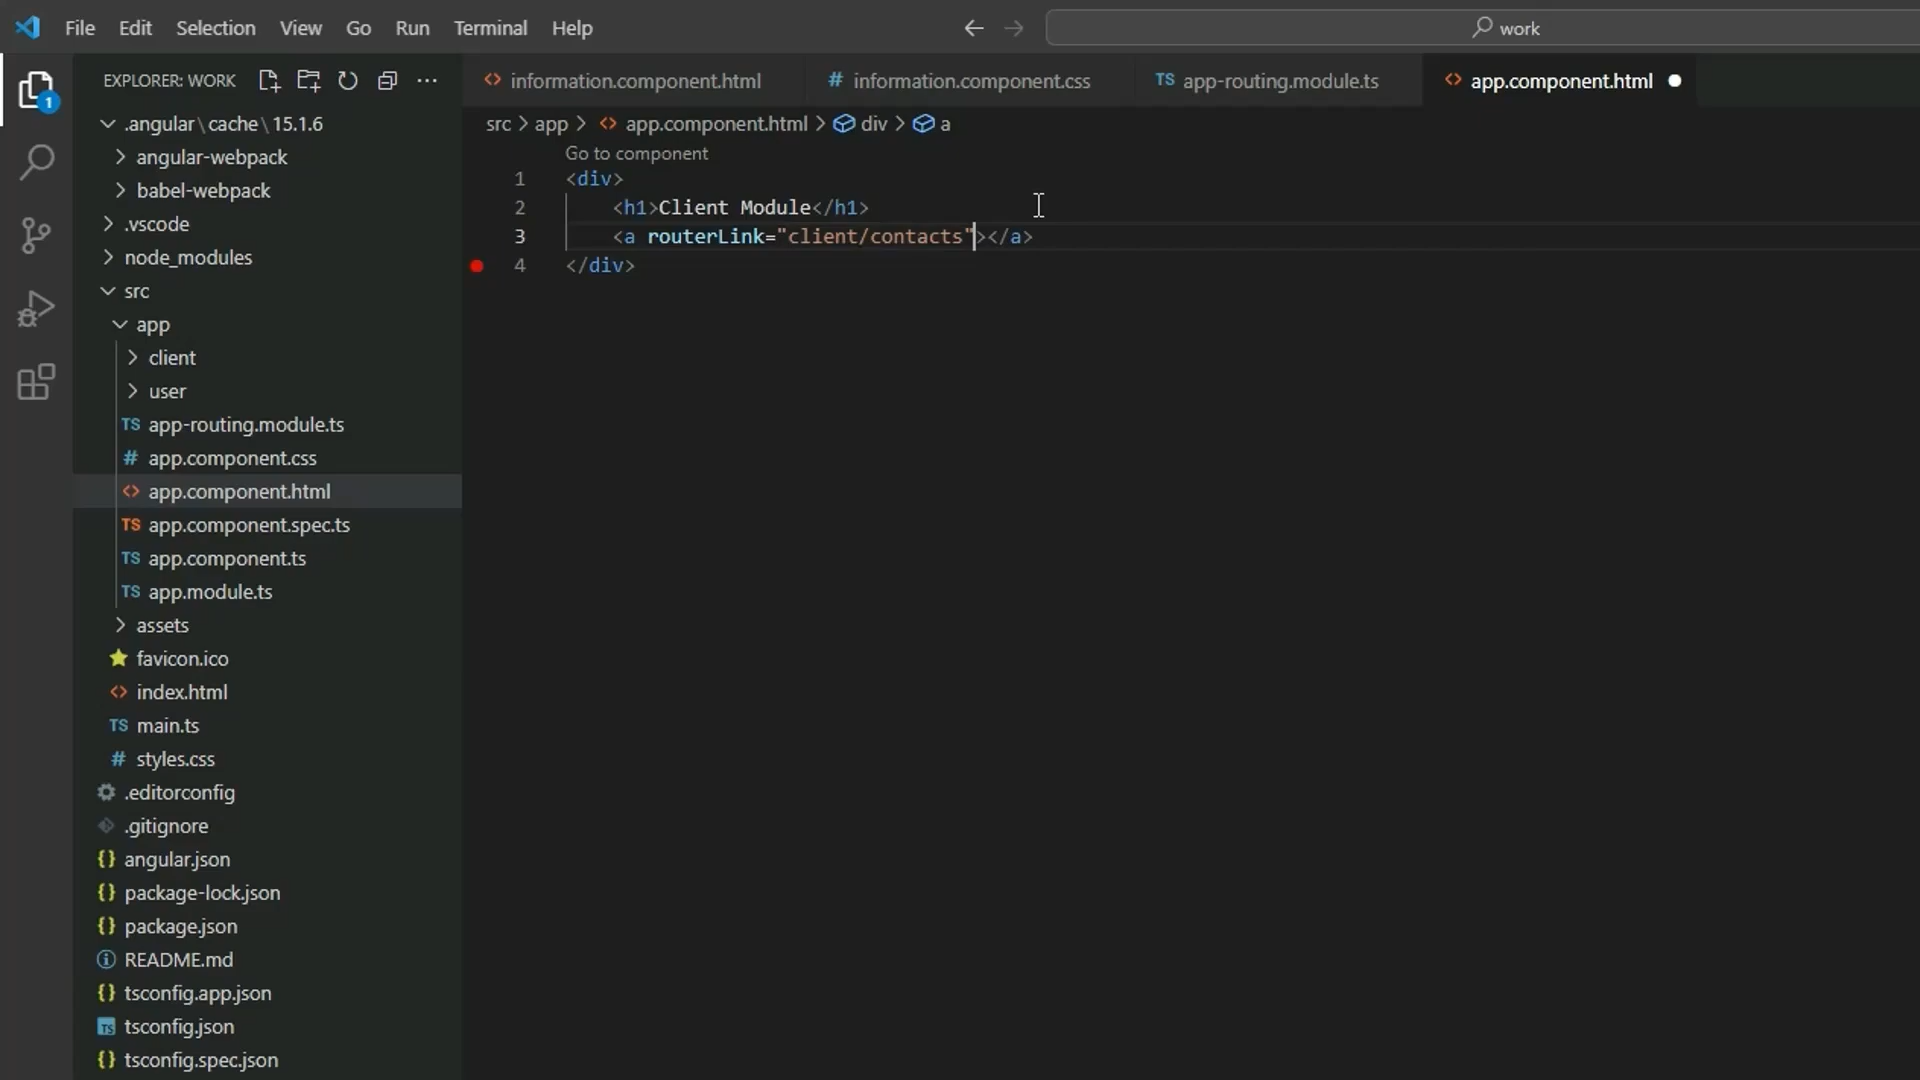 File Edit Selection View Go Run Terminal Help
work
EXPLORER: WORK
1
.angular\cache\15.1.6
angular-webpack
babel-webpack
.vscode
node_modules
src
app
client
user
TS app-routing.module.ts
# app.component.css
<> app.component.html
TS app.component.spec.ts
TS app.component.ts
TS app.module.ts
assets
favicon.ico
<> index.html
TS main.ts
# styles.css
.editorconfig
.gitignore
{} angular.json
{} package-lock.json
{} package.json
README.md
{} tsconfig.app.json
TS tsconfig.json
{} tsconfig.spec.json
<> information.component.html # information.component.css TS app-routing.module.ts <> app.component.html
src > app > <> app.component.html > div > a
Go to component
1 <div>
2 <h1>Client Module</h1>
3 <a routerLink="client/contacts"></a>
4 </div>